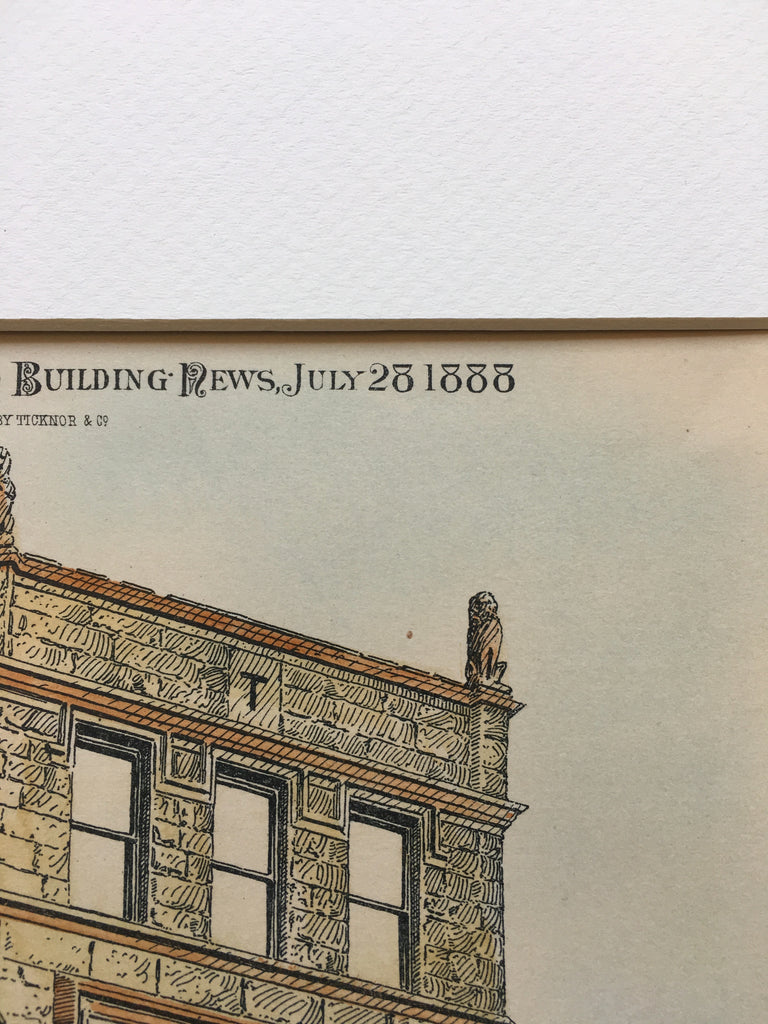 Building News, July 28 1888
BY TICKNOR & Co
T